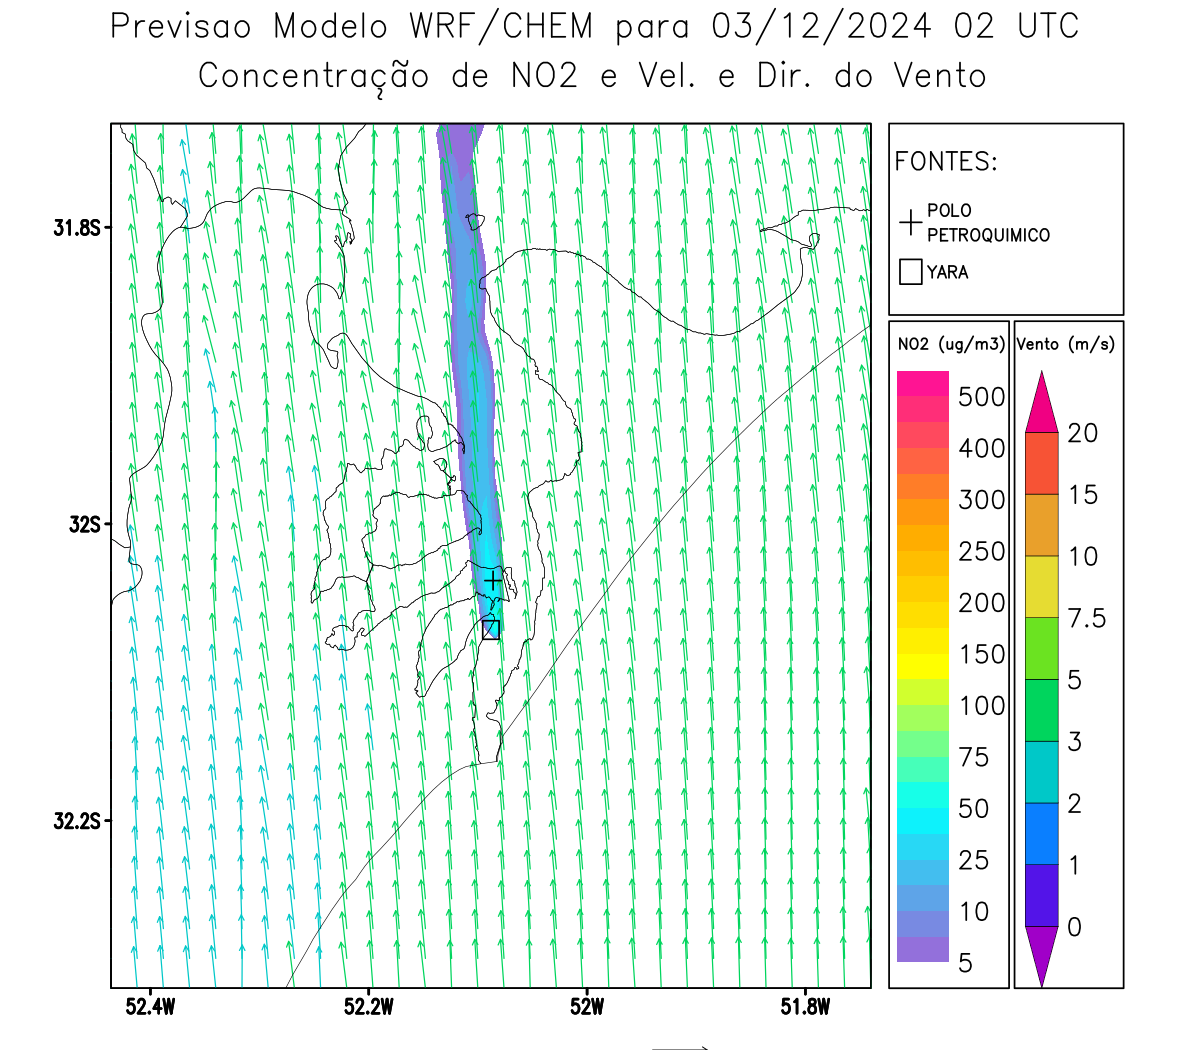 Previsao Modelo WRF/CHEM para 03/12/2024 02 UTC
Concentração de NO2 e Vel. e Dir. do Vento
FONTES:
POLO
PETROQUIMICO
YARA
NO2 (ug/m3)
500
400
300
250
200
150
100
75
50
25
10
5
Vento (m/s)
20
15
10
7.5
5
3
2
1
0
31.8S
32S
32.2S
52.4W
52.2W
52W
51.8W